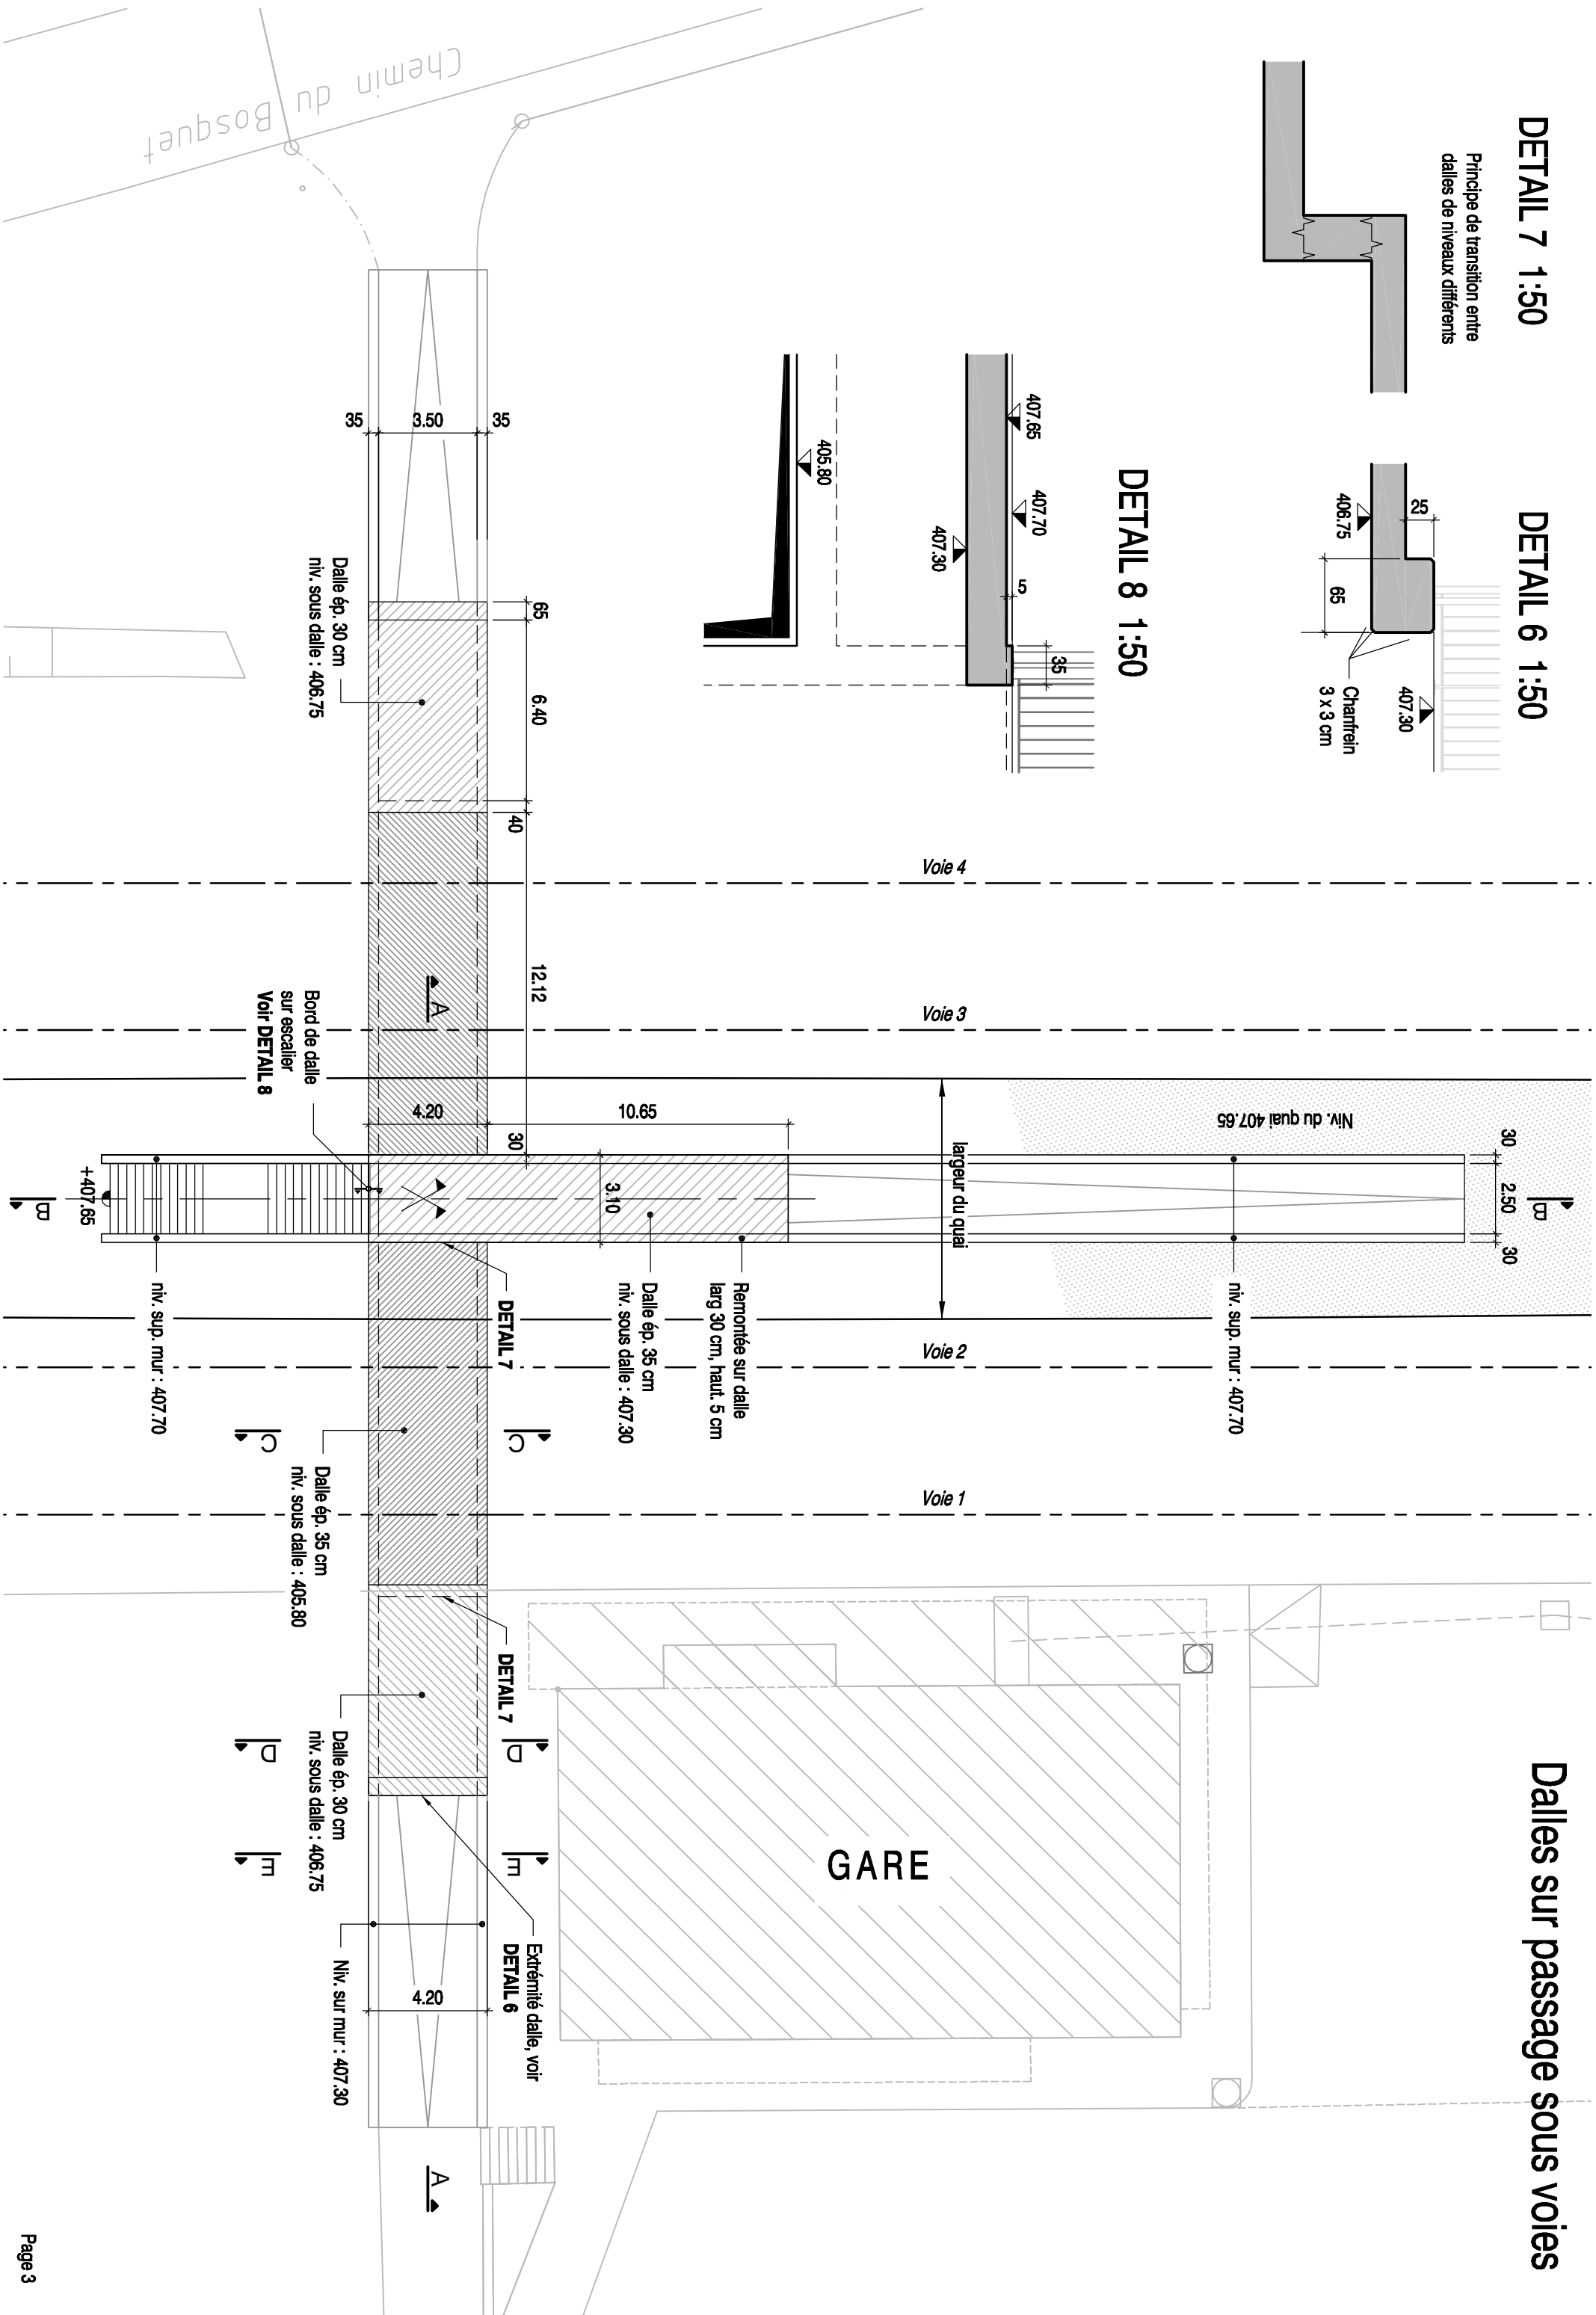 Dalles sur passage sous voies
DETAIL 7 1:50
Principe de transition entre
dalles de niveaux différents
DETAIL 6 1:50
25
406.75
65
407.30
Chanfrein
3 x 3 cm
DETAIL 8 1:50
407.65
407.70
407.30
5
35
405.80
Chemin du Bosquet
35
3.50
35
65
6.40
40
12.12
30
Dalle ép. 30 cm
niv. sous dalle : 406.75
Voie 4
Voie 3
Voie 2
Voie 1
A
Bord de dalle
sur escalier
Voir DETAIL 8
4.20
10.65
3.10
largeur du quai
Niv. du quai 407.65
30
2.50
30
B
B
+407.65
niv. sup. mur : 407.70
DETAIL 7
Dalle ép. 35 cm
niv. sous dalle : 407.30
Remontée sur dalle
larg 30 cm, haut. 5 cm
niv. sup. mur : 407.70
C
C
Dalle ép. 35 cm
niv. sous dalle : 405.80
DETAIL 7
Dalle ép. 30 cm
niv. sous dalle : 406.75
D
D
E
E
GARE
Extrémité dalle, voir
DETAIL 6
4.20
Niv. sur mur : 407.30
A
Page 3